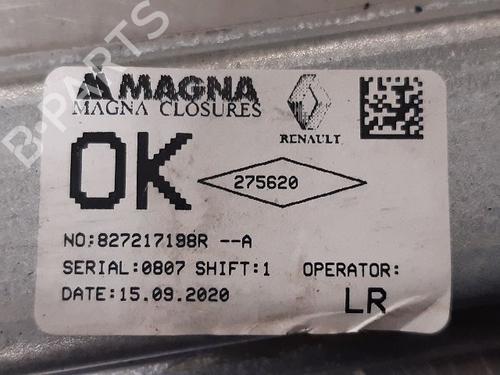 MAGNA
MAGNA CLOSURES
RENAULT
OK
275620
NO:827217198R --A
SERIAL:0807 SHIFT:1 OPERATOR:
DATE:15.09.2020 LR
B-PARTS